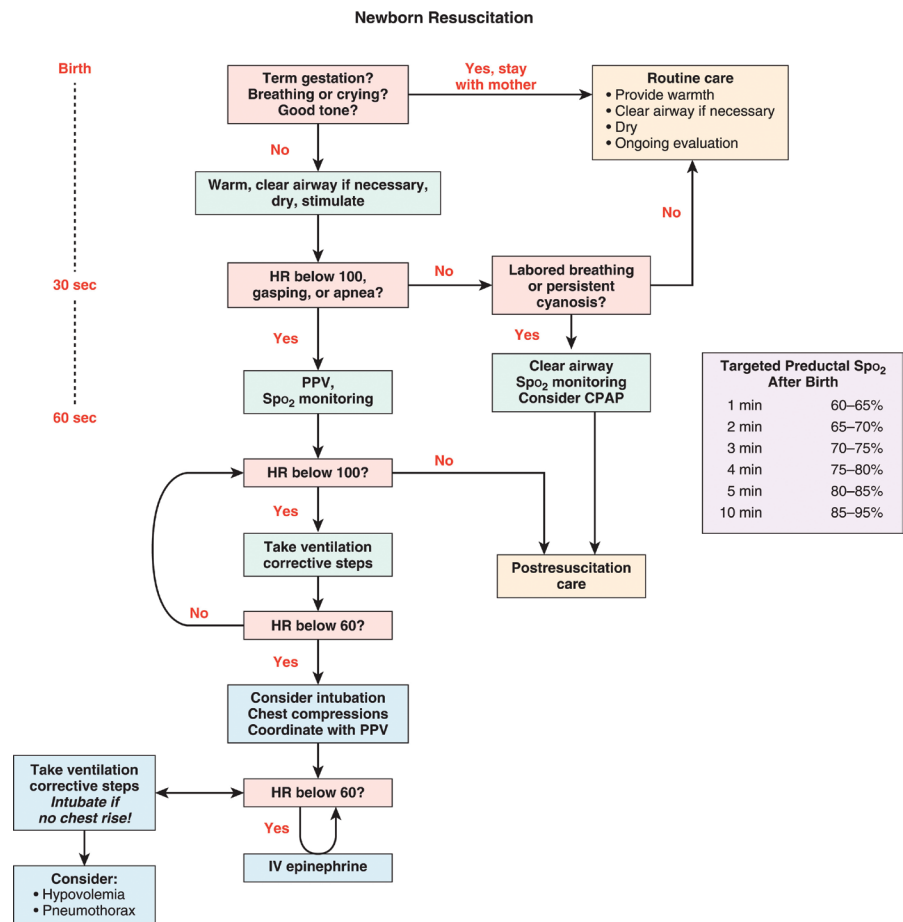 Newborn Resuscitation
Birth
Term gestation?
Breathing or crying?
Good tone?
Yes, stay
with mother
Routine care
• Provide warmth
• Clear airway if necessary
• Dry
• Ongoing evaluation
No
Warm, clear airway if necessary,
dry, stimulate
No
30 sec
HR below 100,
gasping, or apnea?
No
Labored breathing
or persistent
cyanosis?
Yes
Yes
PPV,
SpO₂ monitoring
Clear airway
SpO₂ monitoring
Consider CPAP
60 sec
Targeted Preductal SpO₂
After Birth
1 min 60–65%
2 min 65–70%
3 min 70–75%
4 min 75–80%
5 min 80–85%
10 min 85–95%
HR below 100?
No
Yes
Take ventilation
corrective steps
Postresuscitation
care
No
HR below 60?
Yes
Consider intubation
Chest compressions
Coordinate with PPV
Take ventilation
corrective steps
Intubate if
no chest rise!
HR below 60?
Yes
IV epinephrine
Consider:
• Hypovolemia
• Pneumothorax